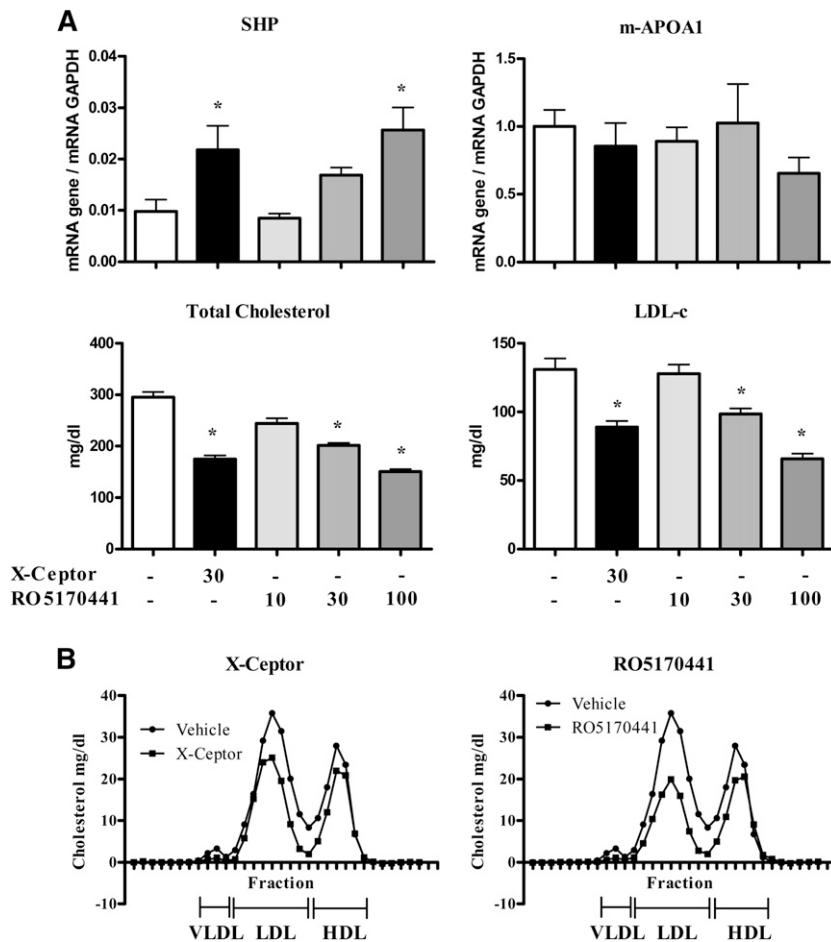 A
SHP
mRNA gene / mRNA GAPDH
0.04
0.03
0.02
0.01
0.00
*
*
m-APOA1
mRNA gene / mRNA GAPDH
1.5
1.0
0.5
0.0
Total Cholesterol
mg/dl
400
300
200
100
0
*
*
*
LDL-c
mg/dl
150
100
50
0
*
*
*
X-Ceptor - 30 - - - - 30 - - -
RO5170441 - - 10 30 100 - - 10 30 100
B
X-Ceptor
Cholesterol mg/dl
40
30
20
10
0
-10
Vehicle
X-Ceptor
Fraction
VLDL LDL HDL
RO5170441
Cholesterol mg/dl
40
30
20
10
0
-10
Vehicle
RO5170441
Fraction
VLDL LDL HDL